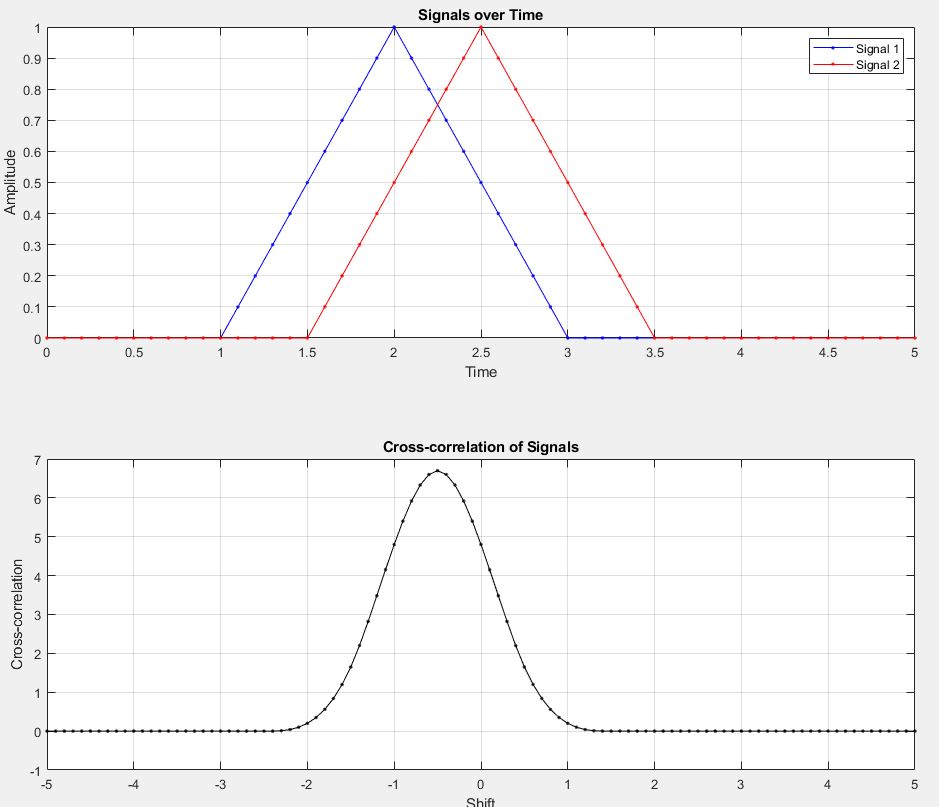 Signals over Time
1
0.9
0.8
0.7
0.6
0.5
0.4
0.3
0.2
0.1
0
Amplitude
Signal 1
Signal 2
0 0.5 1 1.5 2 2.5 3 3.5 4 4.5 5
Time
Cross-correlation of Signals
7
6
5
4
3
2
1
0
-1
Cross-correlation
-5 -4 -3 -2 -1 0 1 2 3 4 5
Shift